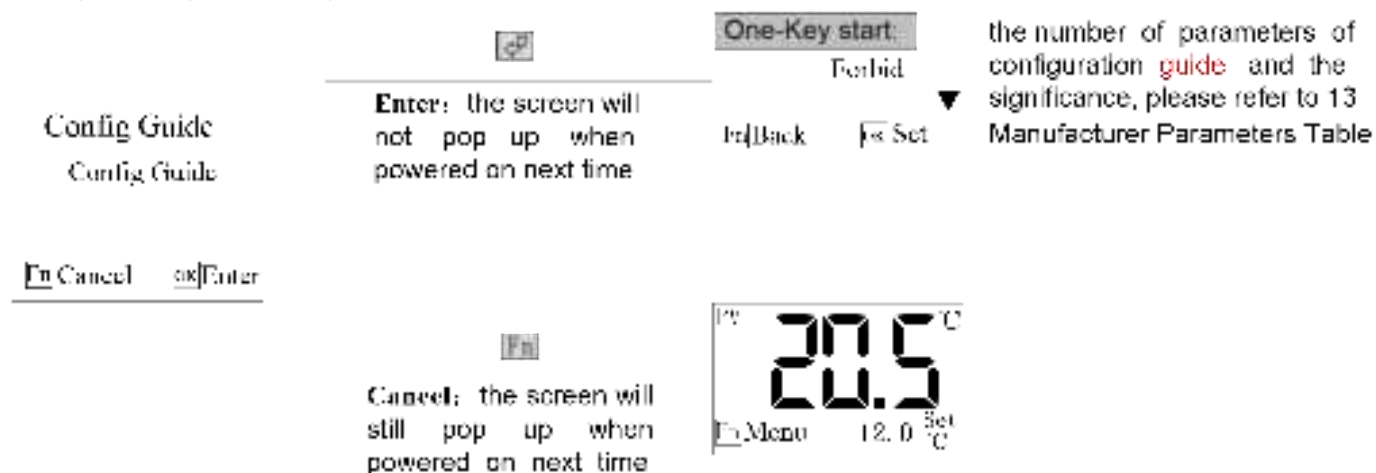 Config Guide
Config Guide
Fn Cancel OK Enter
Enter: the screen will
not pop up when
powered on next time
One-Key start:
Forbid
Fn Back OK Set
the number of parameters of
configuration guide and the
significance, please refer to 13
Manufacturer Parameters Table
Fn
Cancel: the screen will
still pop up when
powered on next time
PV 20.5 ℃
Fn Menu 12.0 Set ℃